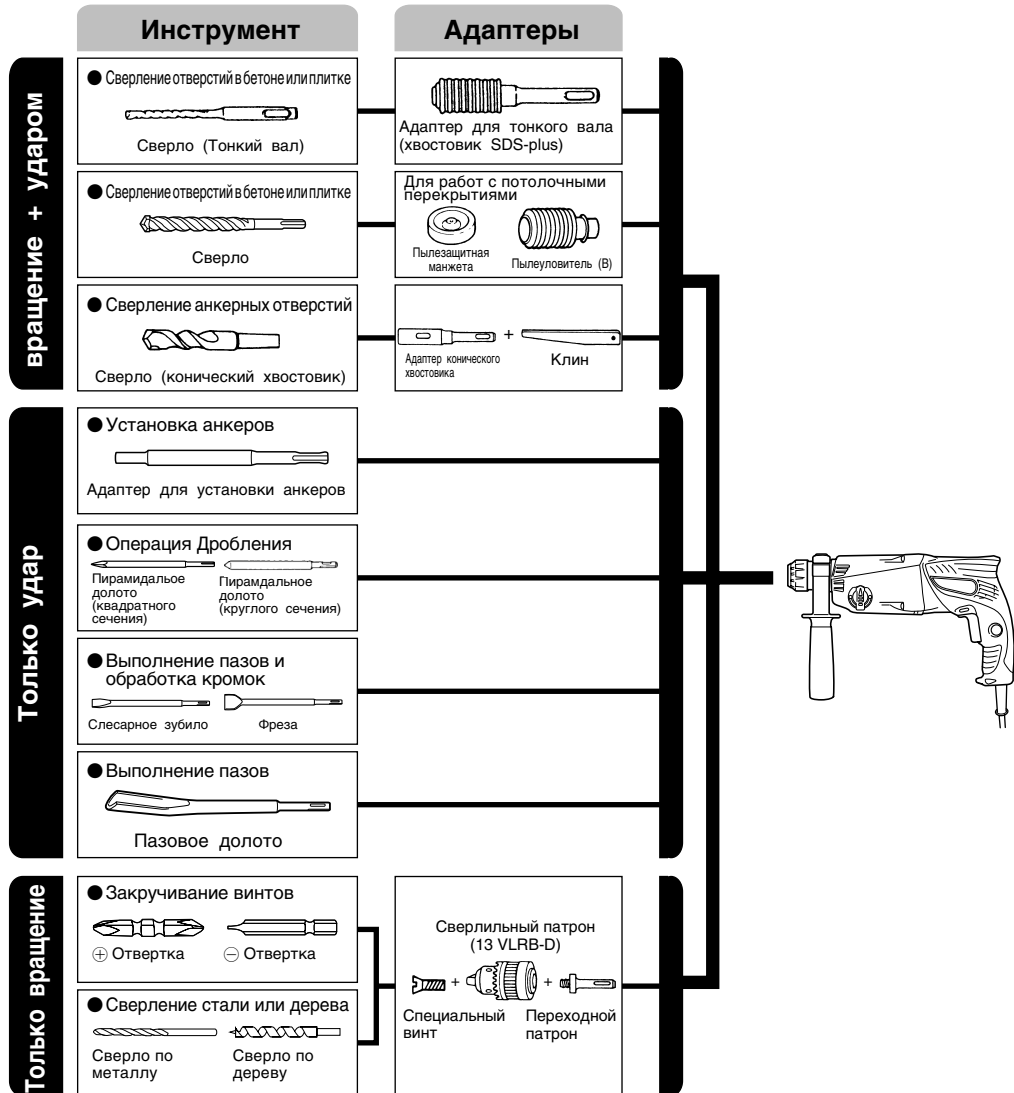 Инструмент
Адаптеры
вращение + ударом
● Сверление отверстий в бетоне или плитке
Сверло (Тонкий вал)
Адаптер для тонкого вала
(хвостовик SDS-plus)
● Сверление отверстий в бетоне или плитке
Сверло
Для работ с потолочными
перекрытиями
Пылезащитная
манжета
Пылеуловитель (B)
● Сверление анкерных отверстий
Сверло (конический хвостовик)
+
Адаптер конического
хвостовика
Клин
Только удар
● Установка анкеров
Адаптер для установки анкеров
● Операция Дробления
Пирамидальое
долото
(квадратного
сечения)
Пирамдальное
долото
(круглого сечения)
● Выполнение пазов и
обработка кромок
Слесарное зубило
Фреза
● Выполнение пазов
Пазовое долото
Только вращение
● Закручивание винтов
⊕ Отвертка
⊖ Отвертка
● Сверление стали или дерева
Сверло по
металлу
Сверло по
дереву
Сверлильный патрон
(13 VLRB-D)
+ +
Специальный
винт
Переходной
патрон